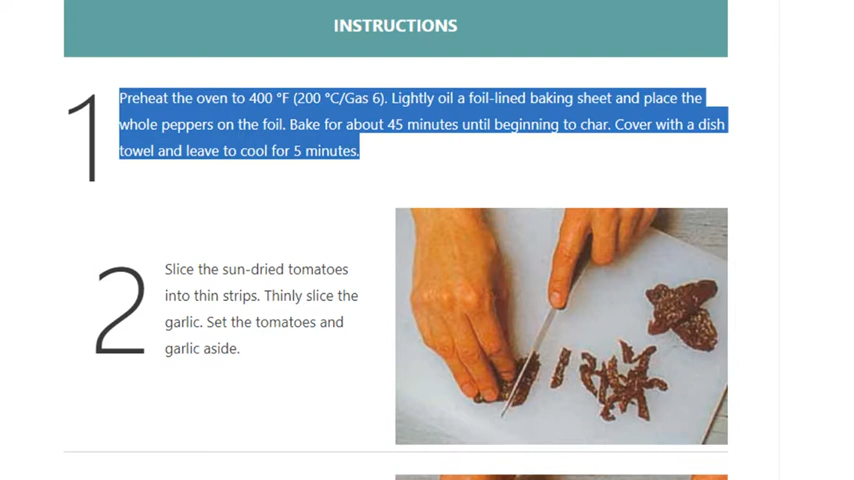 INSTRUCTIONS
1
Preheat the oven to 400 °F (200 °C/Gas 6). Lightly oil a foil-lined baking sheet and place the
whole peppers on the foil. Bake for about 45 minutes until beginning to char. Cover with a dish
towel and leave to cool for 5 minutes.
2
Slice the sun-dried tomatoes
into thin strips. Thinly slice the
garlic. Set the tomatoes and
garlic aside.